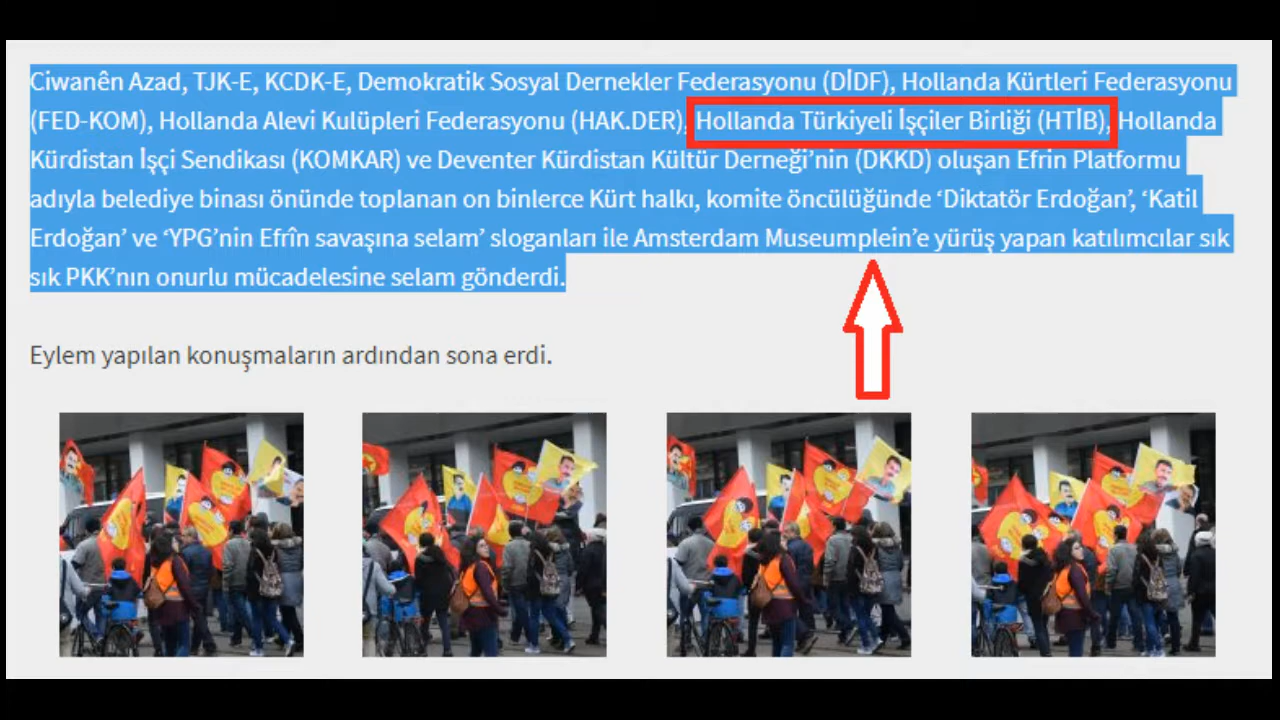 Ciwanên Azad, TJK-E, KCDK-E, Demokratik Sosyal Dernekler Federasyonu (DİDF), Hollanda Kürtleri Federasyonu
(FED-KOM), Hollanda Alevi Kulüpleri Federasyonu (HAK.DER), Hollanda Türkiyeli İşçiler Birliği (HTİB), Hollanda
Kürdistan İşçi Sendikası (KOMKAR) ve Deventer Kürdistan Kültür Derneği’nin (DKKD) oluşan Efrin Platformu
adıyla belediye binası önünde toplanan on binlerce Kürt halkı, komite öncülüğünde ‘Diktatör Erdoğan’, ‘Katil
Erdoğan’ ve ‘YPG’nin Efrîn savaşına selam’ sloganları ile Amsterdam Museumplein’e yürüş yapan katılımcılar sık
sık PKK’nın onurlu mücadelesine selam gönderdi.
Eylem yapılan konuşmaların ardından sona erdi.